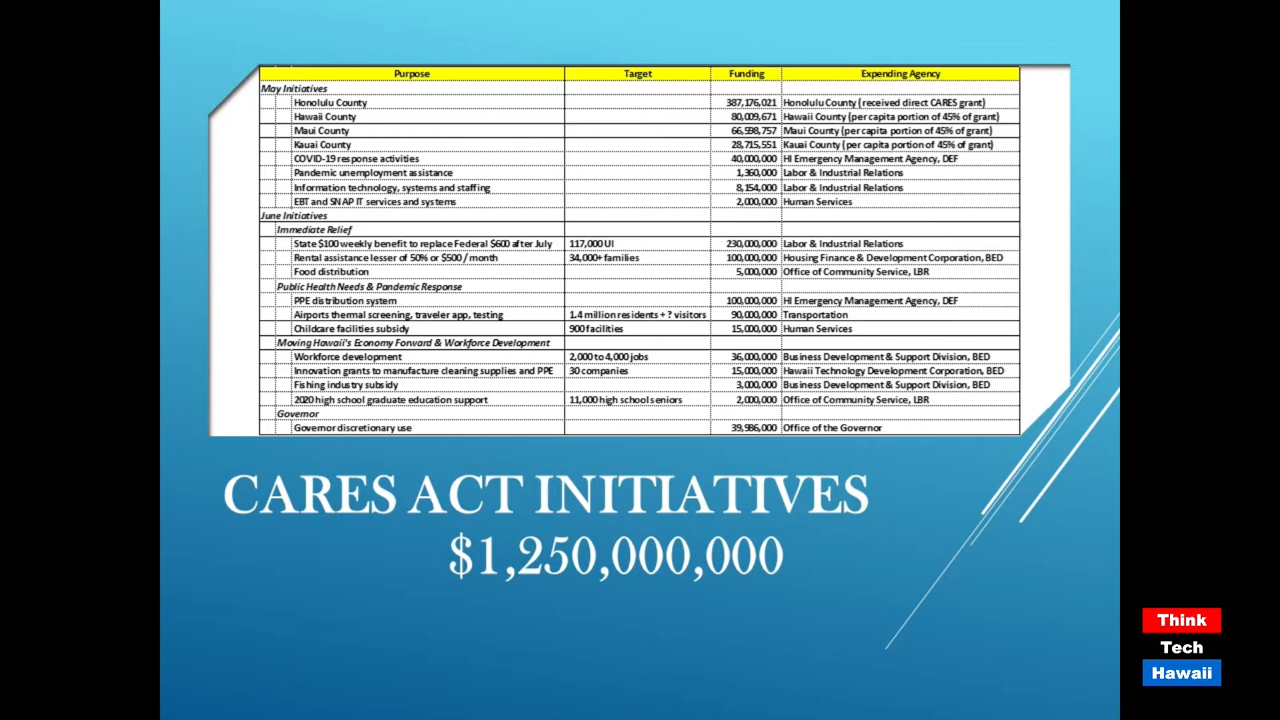 Purpose Target Funding Expending Agency
May Initiatives
Honolulu County 387,176,021 Honolulu County (received direct CARES grant)
Hawaii County 80,009,671 Hawaii County (per capita portion of 45% of grant)
Maui County 66,598,757 Maui County (per capita portion of 45% of grant)
Kauai County 28,715,551 Kauai County (per capita portion of 45% of grant)
COVID-19 response activities 40,000,000 HI Emergency Management Agency, DEF
Pandemic unemployment assistance 1,360,000 Labor & Industrial Relations
Information technology, systems and staffing 8,154,000 Labor & Industrial Relations
EBT and SNAP IT services and systems 2,000,000 Human Services
June Initiatives
Immediate Relief
State $100 weekly benefit to replace Federal $600 after July 117,000 UI 230,000,000 Labor & Industrial Relations
Rental assistance lesser of 50% or $500 / month 34,000+ families 100,000,000 Housing Finance & Development Corporation, BED
Food distribution 5,000,000 Office of Community Service, LBR
Public Health Needs & Pandemic Response
PPE distribution system 100,000,000 HI Emergency Management Agency, DEF
Airports thermal screening, traveler app, testing 1.4 million residents + ? visitors 90,000,000 Transportation
Childcare facilities subsidy 900 facilities 15,000,000 Human Services
Moving Hawaii's Economy Forward & Workforce Development
Workforce development 2,000 to 4,000 jobs 36,000,000 Business Development & Support Division, BED
Innovation grants to manufacture cleaning supplies and PPE 30 companies 15,000,000 Hawaii Technology Development Corporation, BED
Fishing industry subsidy 3,000,000 Business Development & Support Division, BED
2020 high school graduate education support 11,000 high school seniors 2,000,000 Office of Community Service, LBR
Governor
Governor discretionary use 39,986,000 Office of the Governor
CARES ACT INITIATIVES
$1,250,000,000
Think
Tech
Hawaii